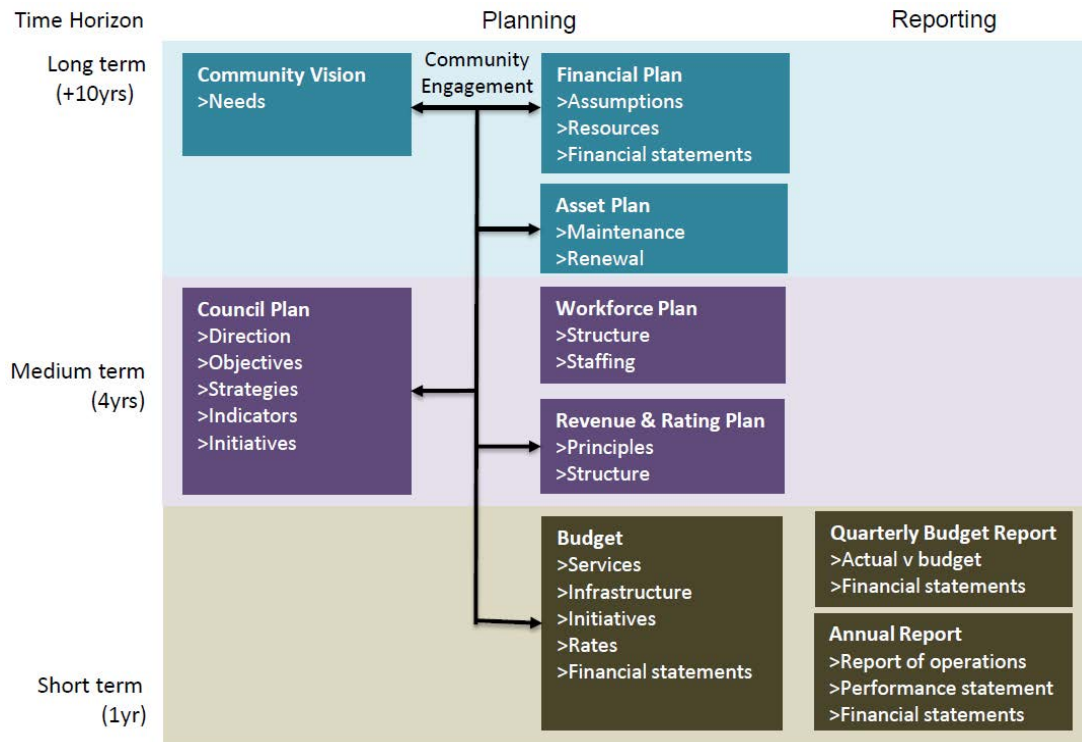 Time Horizon
Planning
Reporting
Long term
(+10yrs)
Community Vision
>Needs
Community
Engagement
Financial Plan
>Assumptions
>Resources
>Financial statements
Asset Plan
>Maintenance
>Renewal
Medium term
(4yrs)
Council Plan
>Direction
>Objectives
>Strategies
>Indicators
>Initiatives
Workforce Plan
>Structure
>Staffing
Revenue & Rating Plan
>Principles
>Structure
Short term
(1yr)
Budget
>Services
>Infrastructure
>Initiatives
>Rates
>Financial statements
Quarterly Budget Report
>Actual v budget
>Financial statements
Annual Report
>Report of operations
>Performance statement
>Financial statements